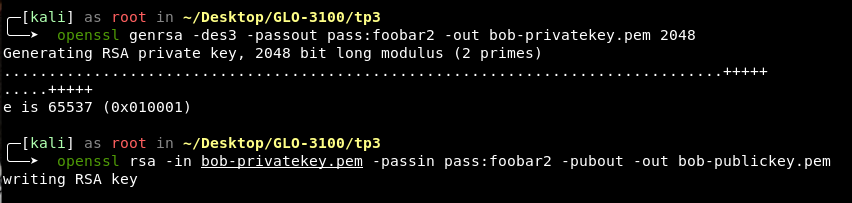 ┌─[kali] as root in ~/Desktop/GLO-3100/tp3
└──➤ openssl genrsa -des3 -passout pass:foobar2 -out bob-privatekey.pem 2048
Generating RSA private key, 2048 bit long modulus (2 primes)
................................................................................+++++
.....+++++
e is 65537 (0x010001)
┌─[kali] as root in ~/Desktop/GLO-3100/tp3
└──➤ openssl rsa -in bob-privatekey.pem -passin pass:foobar2 -pubout -out bob-publickey.pem
writing RSA key